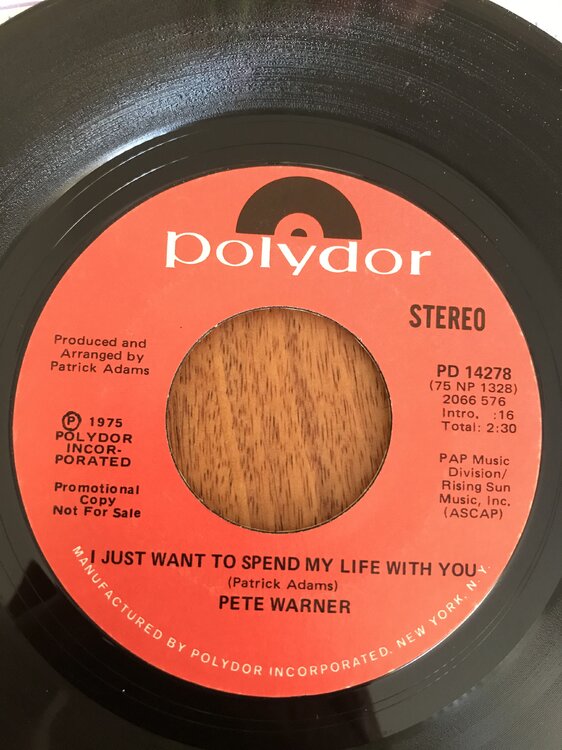 polydor
STEREO
Produced and
Arranged by
Patrick Adams
PD 14278
(75 NP 1328)
2066 576
Intro. :16
Total: 2:30
Ⓟ 1975
POLYDOR
INCOR-
PORATED
PAP Music
Division/
Rising Sun
Music, Inc.
(ASCAP)
Promotional
Copy
Not For Sale
I JUST WANT TO SPEND MY LIFE WITH YOU
(Patrick Adams)
PETE WARNER
MANUFACTURED BY POLYDOR INCORPORATED, NEW YORK, N.Y.